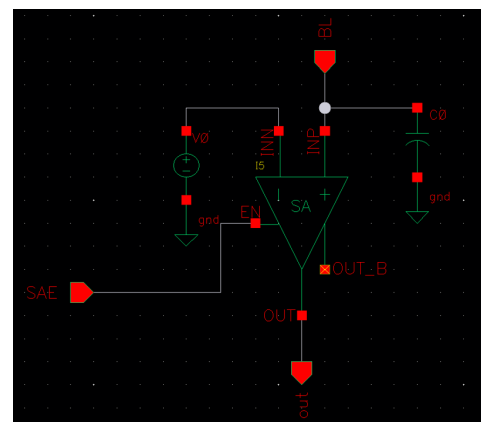 BL
C0
V0
INN
INP
I5
gnd
gnd
SA
EN
OUT_B
SAE
OUT
out